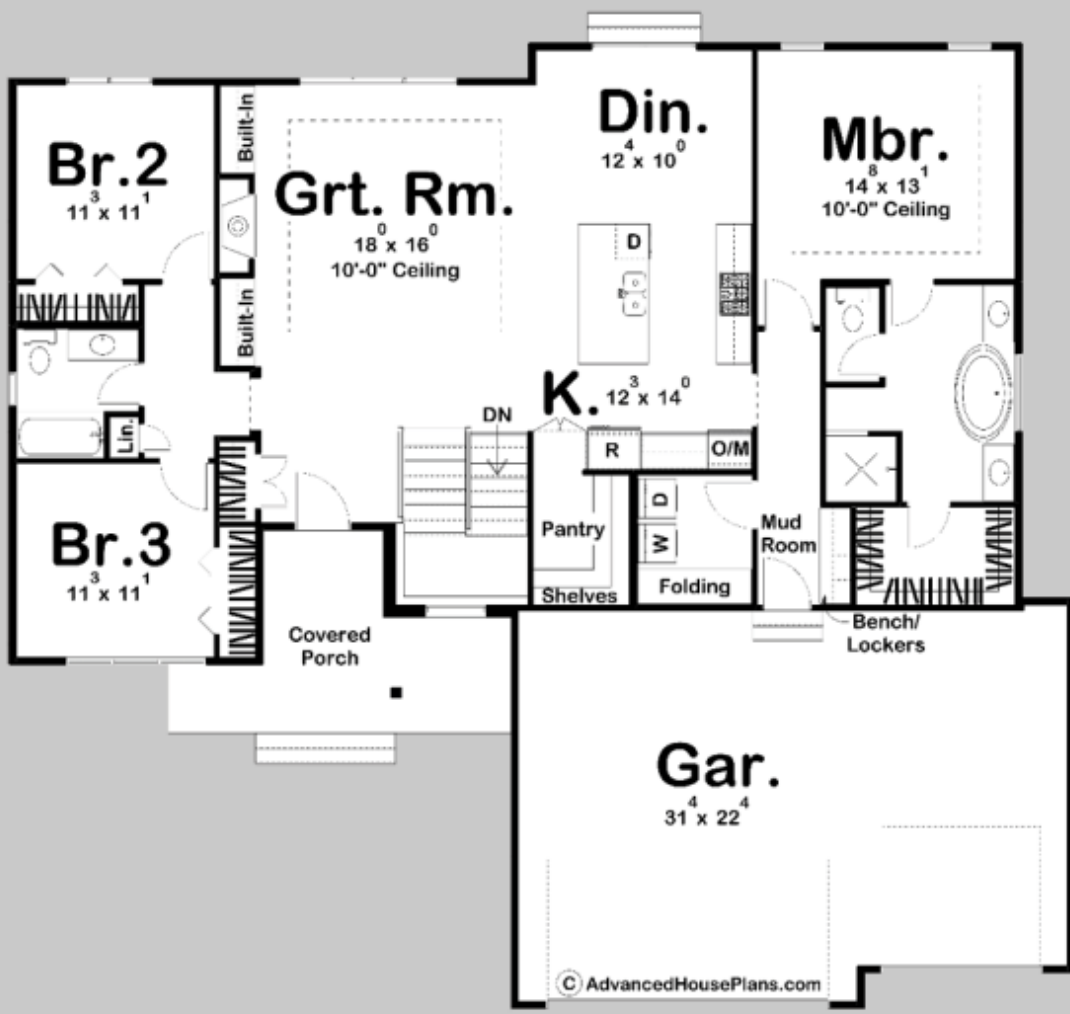 Br.2
11³ x 11¹
Built-In
Built-In
Grt. Rm.
18⁰ x 16⁰
10'-0" Ceiling
Din.
12⁴ x 10⁰
Mbr.
14⁸ x 13¹
10'-0" Ceiling
D
K.
12³ x 14⁰
DN
R
O/M
Lin.
Br.3
11³ x 11¹
Pantry
Shelves
D
W
Folding
Mud
Room
Bench/
Lockers
Covered
Porch
Gar.
31⁴ x 22⁴
© AdvancedHousePlans.com